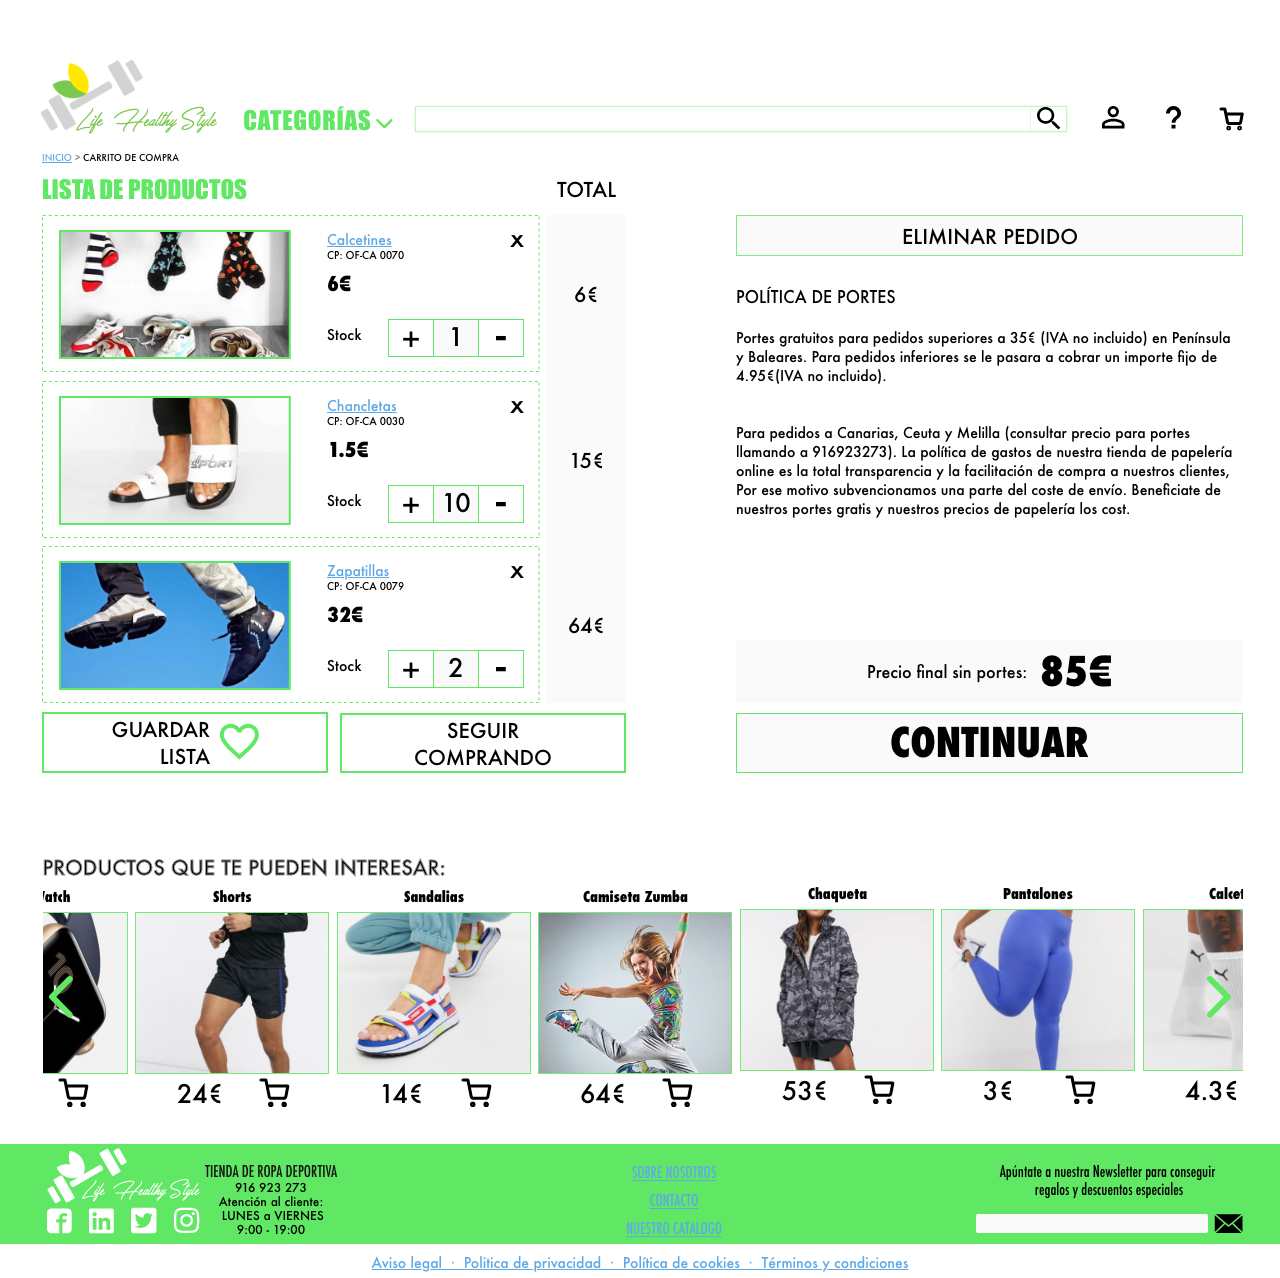 Life Healthy Style
CATEGORÍAS
?
INICIO > CARRITO DE COMPRA
LISTA DE PRODUCTOS
TOTAL
Calcetines
X
CP: OF-CA 0070
6€
Stock
+ 1 -
6€
Chancletas
X
CP: OF-CA 0030
1.5€
Stock
+ 10 -
15€
SPORT
Zapatillas
X
CP: OF-CA 0079
32€
Stock
+ 2 -
64€
GUARDAR
LISTA
SEGUIR
COMPRANDO
ELIMINAR PEDIDO
POLÍTICA DE PORTES
Portes gratuitos para pedidos superiores a 35€ (IVA no incluido) en Península
y Baleares. Para pedidos inferiores se le pasara a cobrar un importe fijo de
4.95€(IVA no incluido).
Para pedidos a Canarias, Ceuta y Melilla (consultar precio para portes
llamando a 916923273). La política de gastos de nuestra tienda de papelería
online es la total transparencia y la facilitación de compra a nuestros clientes,
Por ese motivo subvencionamos una parte del coste de envío. Beneficiate de
nuestros portes gratis y nuestros precios de papelería los cost.
Precio final sin portes: 85€
CONTINUAR
PRODUCTOS QUE TE PUEDEN INTERESAR:
atch
Shorts
Sandalias
Camiseta Zumba
Chaqueta
Pantalones
Calcet
24€
14€
64€
53€
3€
4.3€
Life Healthy Style
TIENDA DE ROPA DEPORTIVA
916 923 273
Atención al cliente:
LUNES a VIERNES
9:00 - 19:00
SOBRE NOSOTROS
CONTACTO
NUESTRO CATALOGO
Apúntate a nuestra Newsletter para conseguir
regalos y descuentos especiales
Aviso legal · Politica de privacidad · Política de cookies · Términos y condiciones